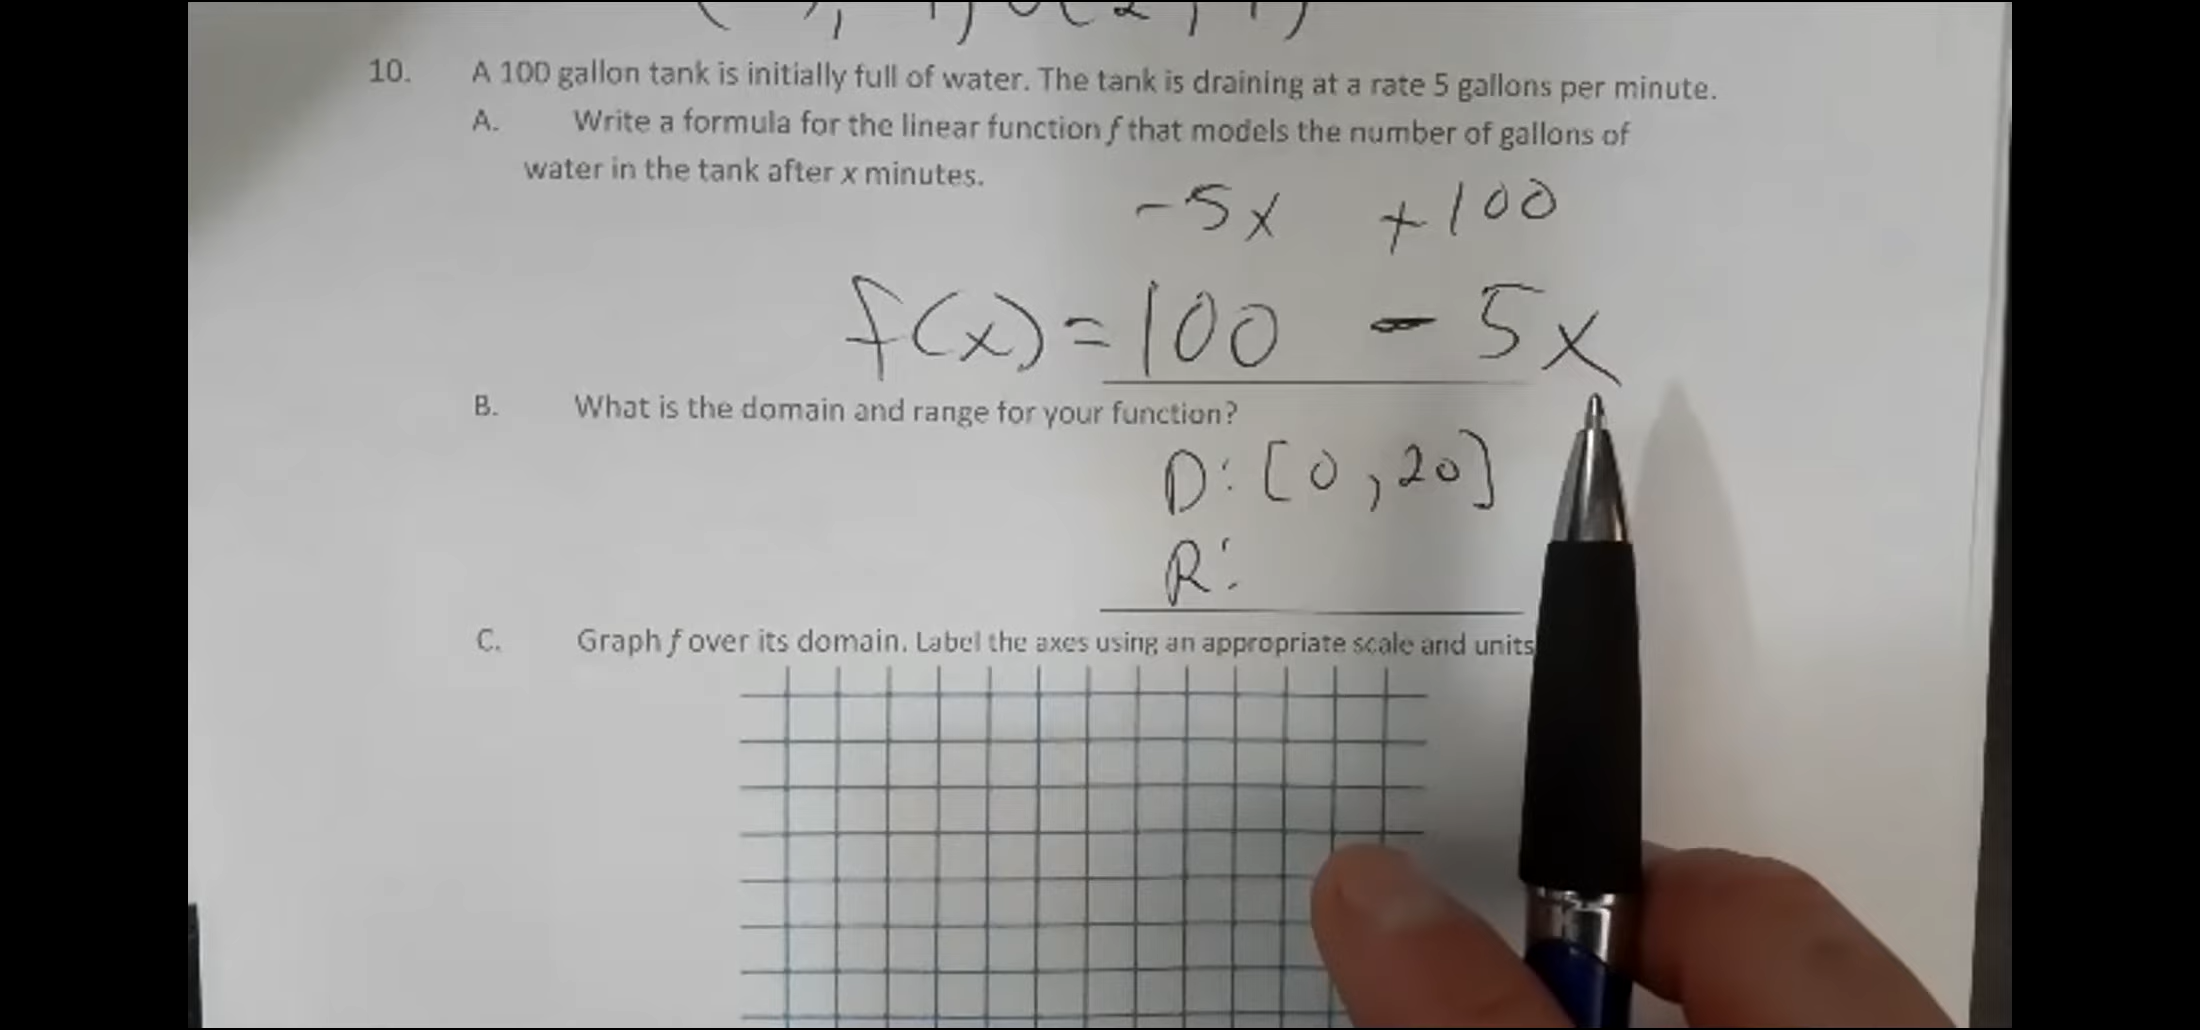 10. A 100 gallon tank is initially full of water. The tank is draining at a rate 5 gallons per minute.
A. Write a formula for the linear function f that models the number of gallons of
water in the tank after x minutes.
-5x +100
f(x)=100 - 5x
B. What is the domain and range for your function?
D: [0,20]
R:
C. Graph f over its domain. Label the axes using an appropriate scale and units